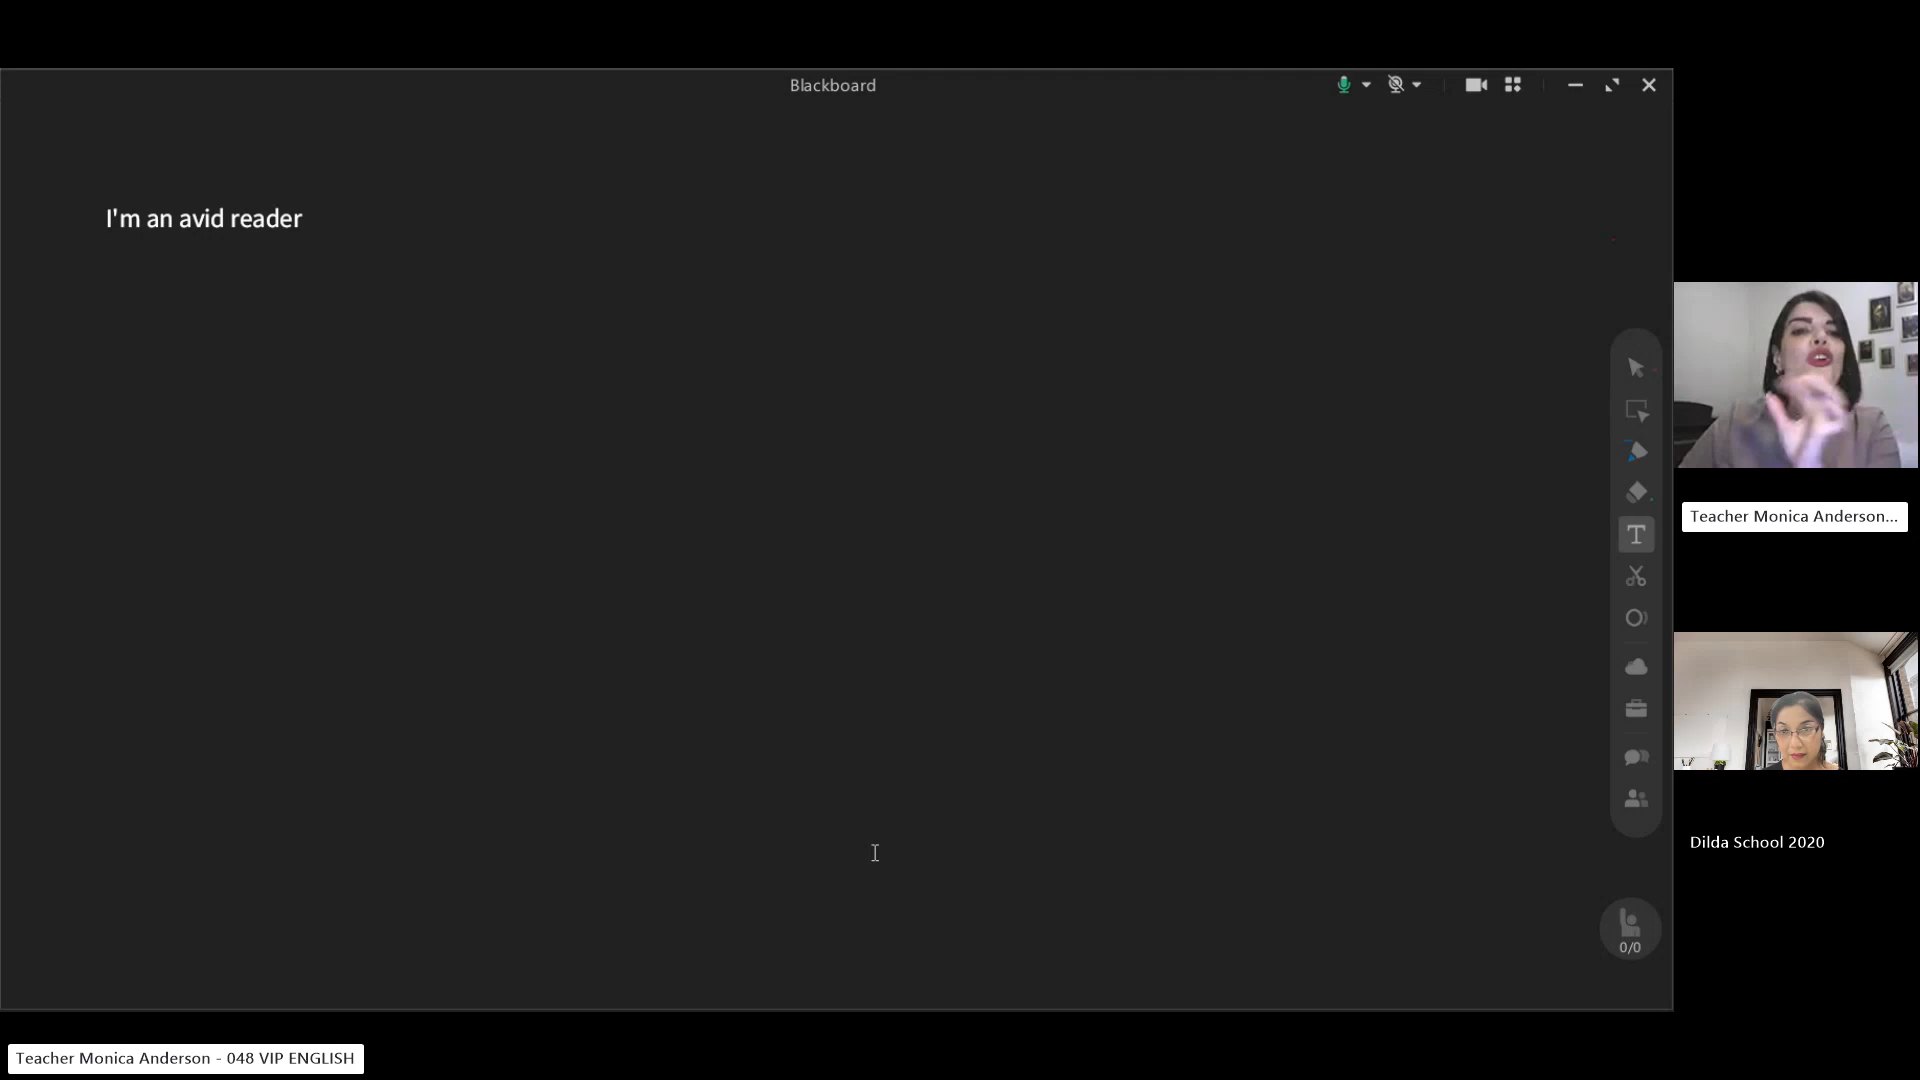 Blackboard
I'm an avid reader
Teacher Monica Anderson...
Dilda School 2020
0/0
Teacher Monica Anderson - 048 VIP ENGLISH